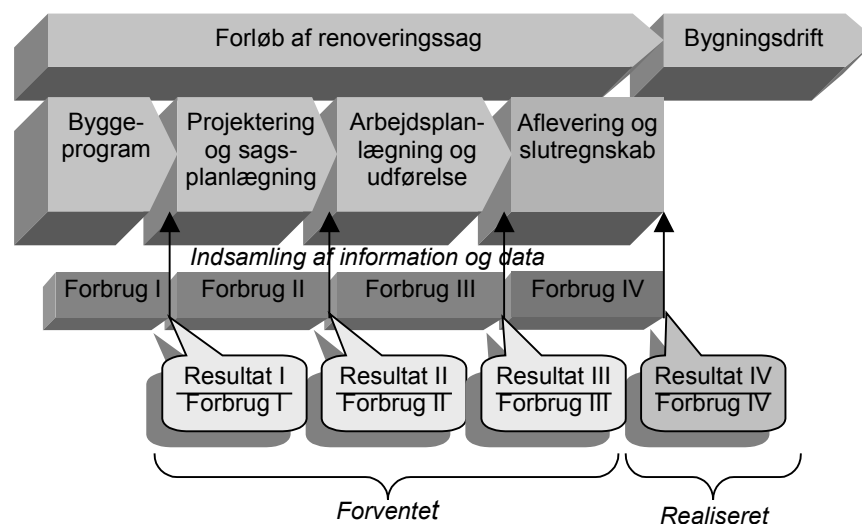 Forløb af renoveringssag
Bygningsdrift
Bygge-
program
Projektering
og sags-
planlægning
Arbejdsplan-
lægning og
udførelse
Aflevering og
slutregnskab
Indsamling af information og data
Forbrug I
Forbrug II
Forbrug III
Forbrug IV
Resultat I
Forbrug I
Resultat II
Forbrug II
Resultat III
Forbrug III
Resultat IV
Forbrug IV
Forventet
Realiseret